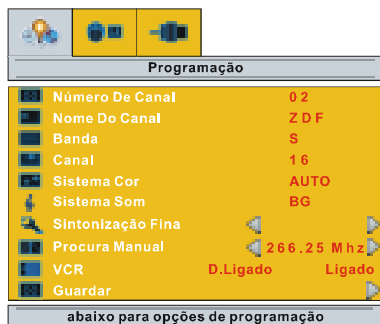 Programação
Número De Canal 02
Nome Do Canal ZDF
Banda S
Canal 16
Sistema Cor AUTO
Sistema Som BG
Sintonização Fina
Procura Manual 266.25 Mhz
VCR D.Ligado Ligado
Guardar
abaixo para opções de programação